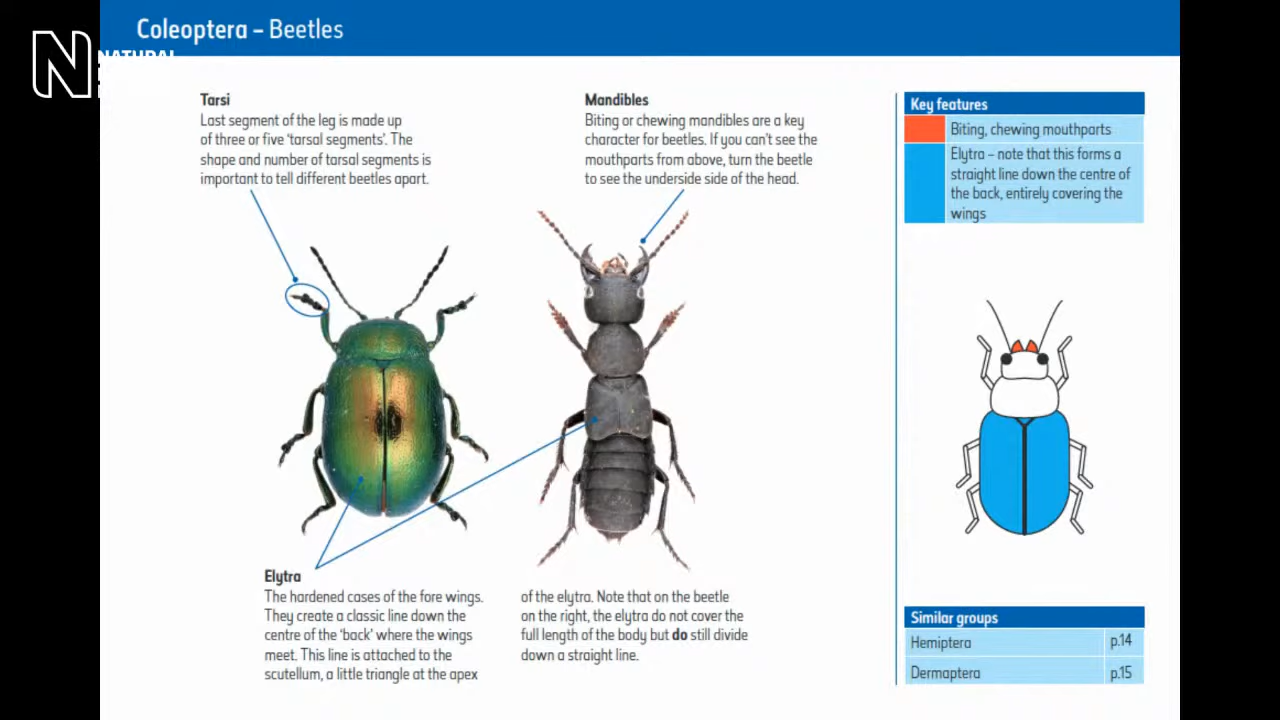 Coleoptera – Beetles
N
NATURAL
Tarsi
Last segment of the leg is made up
of three or five ‘tarsal segments’. The
shape and number of tarsal segments is
important to tell different beetles apart.
Mandibles
Biting or chewing mandibles are a key
character for beetles. If you can’t see the
mouthparts from above, turn the beetle
to see the underside side of the head.
Elytra
The hardened cases of the fore wings.
They create a classic line down the
centre of the ‘back’ where the wings
meet. This line is attached to the
scutellum, a little triangle at the apex
of the elytra. Note that on the beetle
on the right, the elytra do not cover the
full length of the body but do still divide
down a straight line.
Key features
Biting, chewing mouthparts
Elytra – note that this forms a
straight line down the centre of
the back, entirely covering the
wings
Similar groups
Hemiptera p.14
Dermaptera p.15